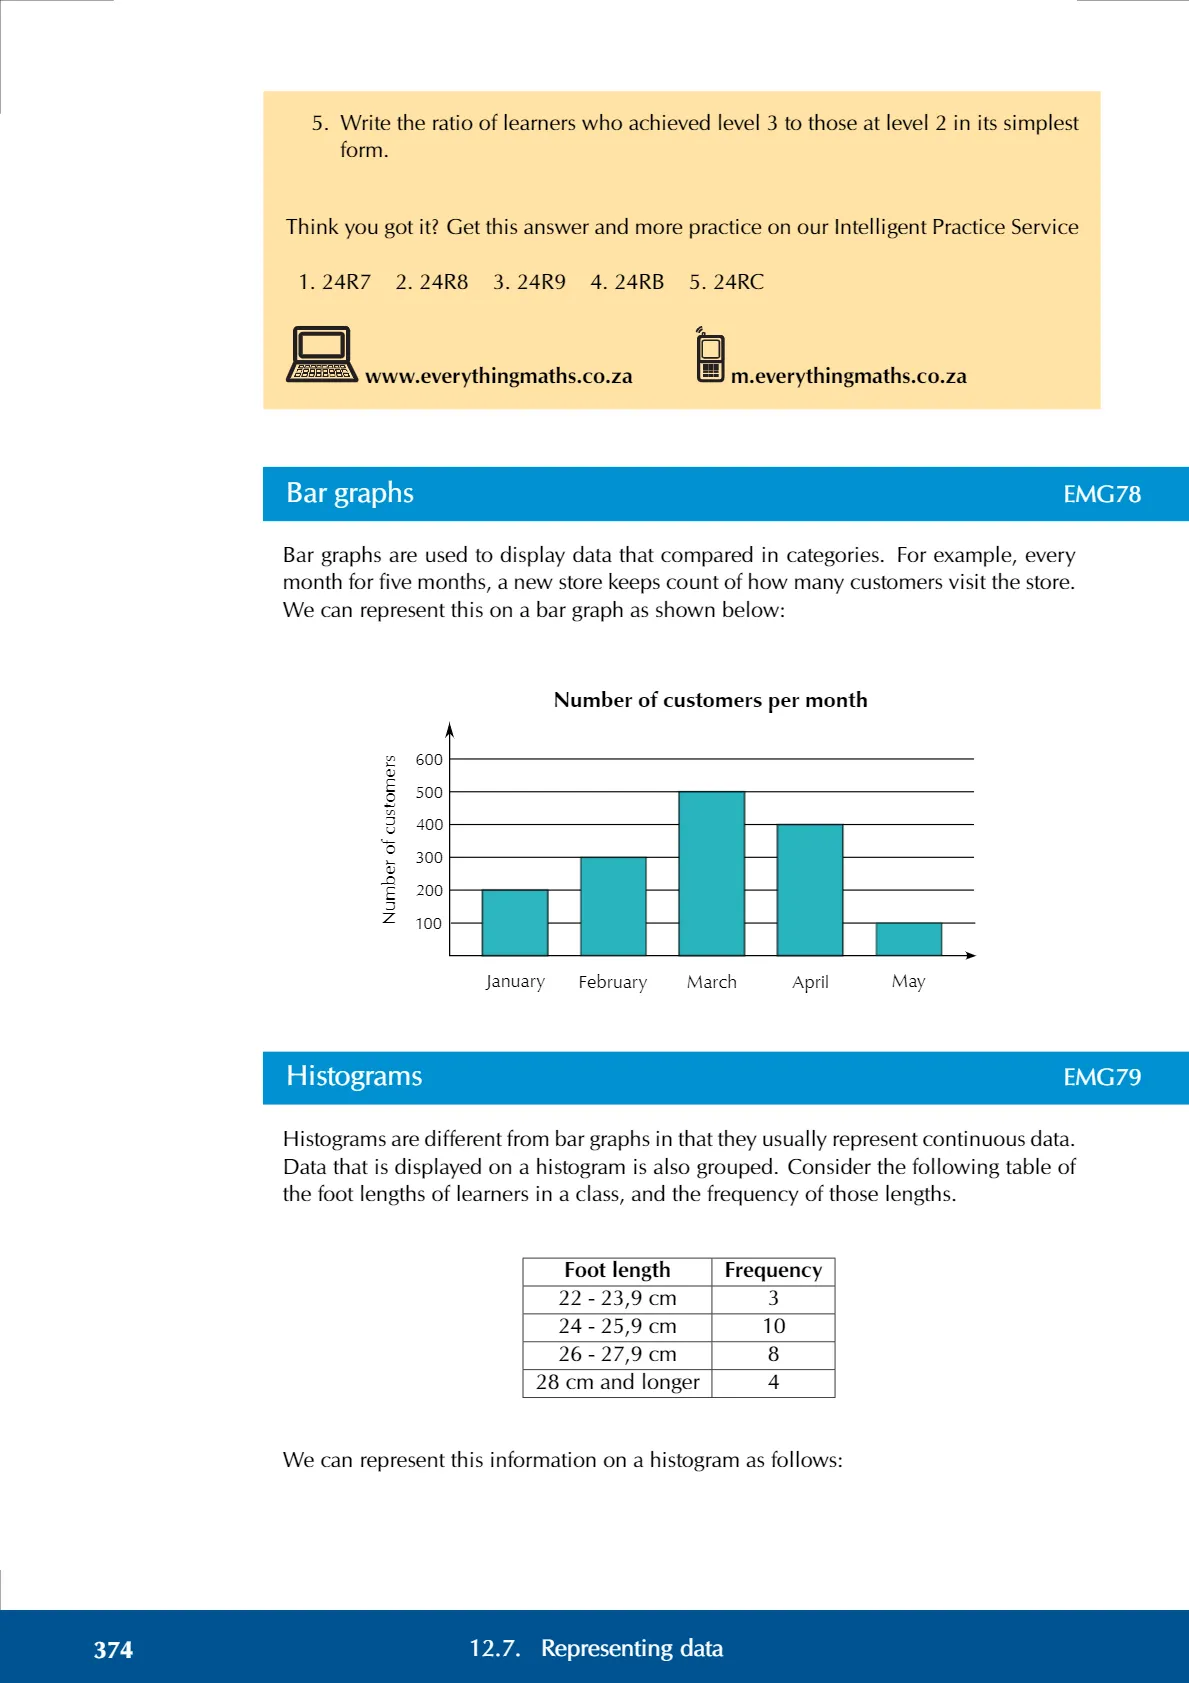 5. Write the ratio of learners who achieved level 3 to those at level 2 in its simplest
form.
Think you got it? Get this answer and more practice on our Intelligent Practice Service
1. 24R7 2. 24R8 3. 24R9 4. 24RB 5. 24RC
www.everythingmaths.co.za m.everythingmaths.co.za
Bar graphs EMG78
Bar graphs are used to display data that compared in categories. For example, every
month for five months, a new store keeps count of how many customers visit the store.
We can represent this on a bar graph as shown below:
Number of customers per month
Number of customers
600
500
400
300
200
100
January February March April May
Histograms EMG79
Histograms are different from bar graphs in that they usually represent continuous data.
Data that is displayed on a histogram is also grouped. Consider the following table of
the foot lengths of learners in a class, and the frequency of those lengths.
Foot length Frequency
22 - 23,9 cm 3
24 - 25,9 cm 10
26 - 27,9 cm 8
28 cm and longer 4
We can represent this information on a histogram as follows:
374 12.7. Representing data